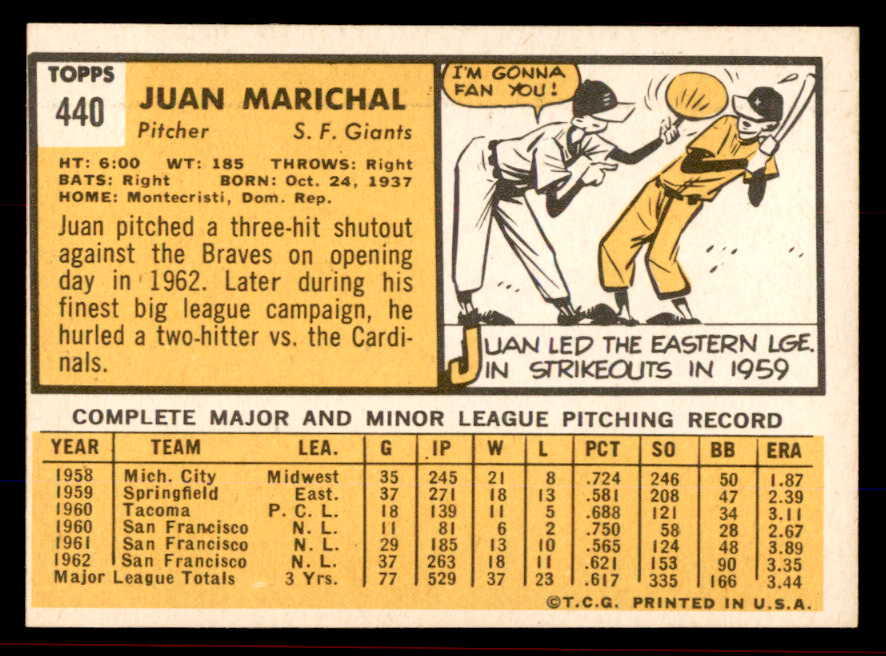 TOPPS
440
JUAN MARICHAL
Pitcher S. F. Giants
HT: 6:00 WT: 185 THROWS: Right
BATS: Right BORN: Oct. 24, 1937
HOME: Montecristi, Dom. Rep.
Juan pitched a three-hit shutout
against the Braves on opening
day in 1962. Later during his
finest big league campaign, he
hurled a two-hitter vs. the Cardi-
nals.
I'M GONNA
FAN YOU!
JUAN LED THE EASTERN LGE.
IN STRIKEOUTS IN 1959
COMPLETE MAJOR AND MINOR LEAGUE PITCHING RECORD
YEAR TEAM LEA. G IP W L PCT SO BB ERA
1958 Mich. City Midwest 35 245 21 8 .724 246 50 1.87
1959 Springfield East. 37 271 18 13 .581 208 47 2.39
1960 Tacoma P. C. L. 18 139 11 5 .688 121 34 3.11
1960 San Francisco N. L. 11 81 6 2 .750 58 28 2.67
1961 San Francisco N. L. 29 185 13 10 .565 124 48 3.89
1962 San Francisco N. L. 37 263 18 11 .621 153 90 3.35
Major League Totals 3 Yrs. 77 529 37 23 .617 335 166 3.44
©T.C.G. PRINTED IN U.S.A.